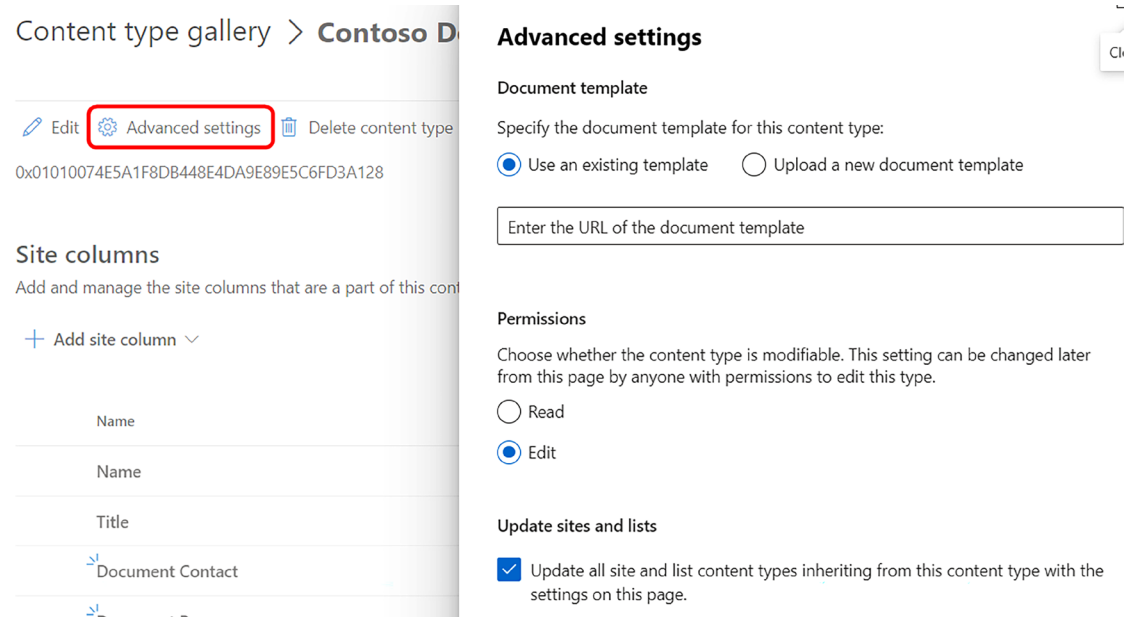 Content type gallery > Contoso D
Edit Advanced settings Delete content type
0x01010074E5A1F8DB448E4DA9E89E5C6FD3A128
Site columns
Add and manage the site columns that are a part of this
Add site column
Name
Name
Title
Document Contact
Advanced settings
Document template
Specify the document template for this content type:
Use an existing template Upload a new document template
Enter the URL of the document template
Permissions
Choose whether the content type is modifiable. This setting can be changed later
from this page by anyone with permissions to edit this type.
Read
Edit
Update sites and lists
Update all site and list content types inheriting from this content type with the
settings on this page.